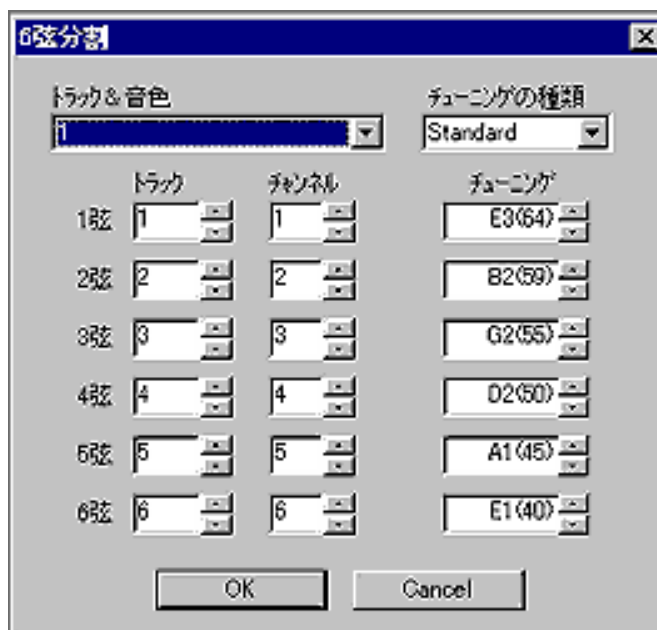 6弦分割
トラック&音色 チューニングの種類
1 Standard
トラック チャンネル チューニング
1弦 1 1 E3(64)
2弦 2 2 B2(59)
3弦 3 3 G2(55)
4弦 4 4 D2(50)
5弦 5 5 A1(45)
6弦 6 6 E1(40)
OK Cancel